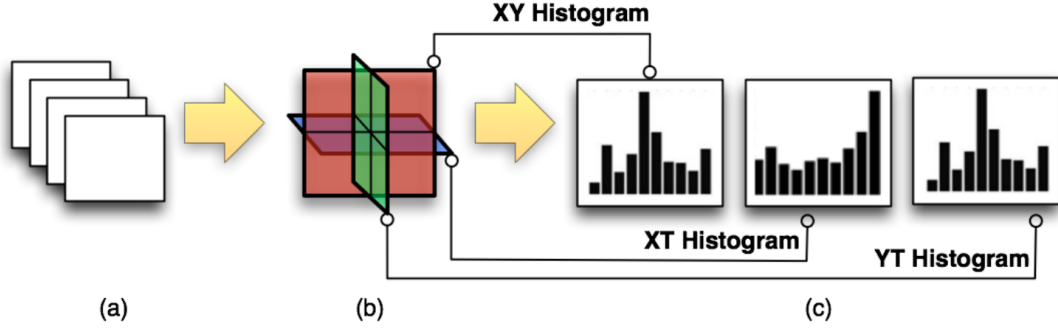 XY Histogram
XT Histogram
YT Histogram
(a)
(b)
(c)